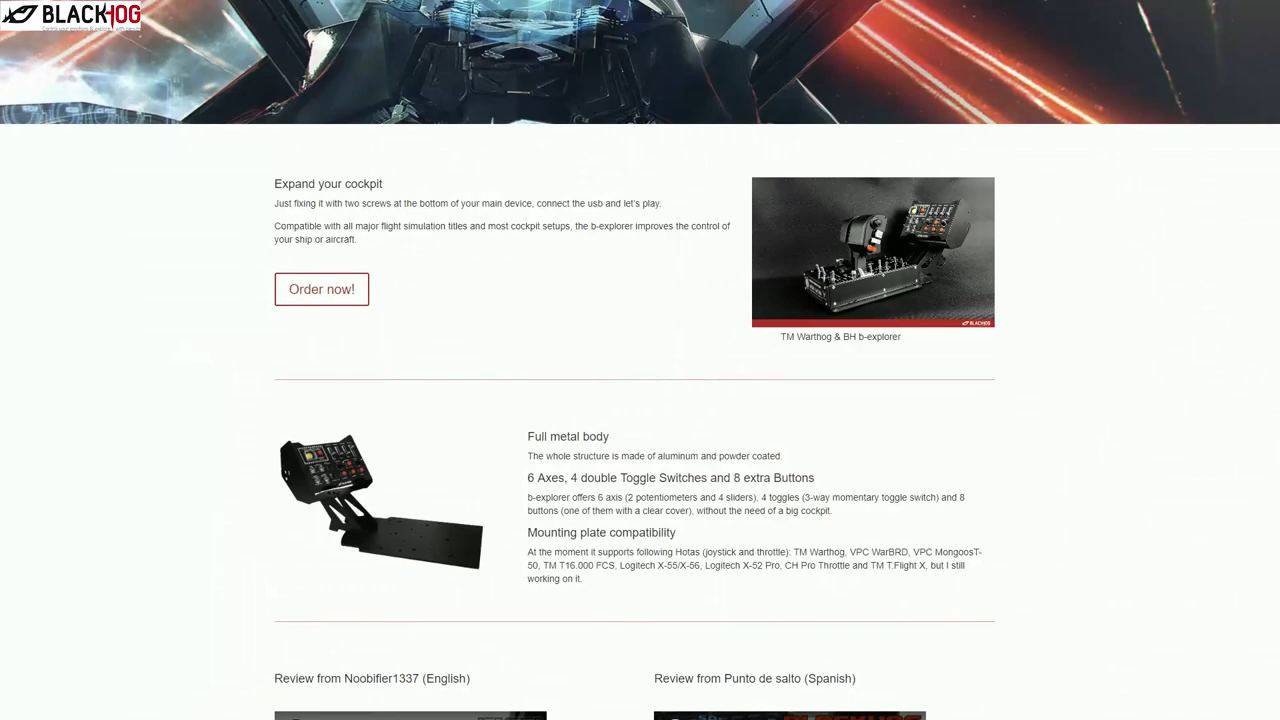 BLACKHOG
Expand your cockpit
Just fixing it with two screws at the bottom of your main device, connect the usb and let's play.
Compatible with all major flight simulation titles and most cockpit setups, the b-explorer improves the control of
your ship or aircraft.
Order now!
BLACKHOG
TM Warthog & BH b-explorer
Full metal body
The whole structure is made of aluminum and powder coated.
6 Axes, 4 double Toggle Switches and 8 extra Buttons
b-explorer offers 6 axis (2 potentiometers and 4 sliders), 4 toggles (3-way momentary toggle switch) and 8
buttons (one of them with a clear cover), without the need of a big cockpit.
Mounting plate compatibility
At the moment it supports following Hotas (joystick and throttle): TM Warthog, VPC WarBRD, VPC MongoosT-
50, TM T16.000 FCS, Logitech X-55/X-56, Logitech X-52 Pro, CH Pro Throttle and TM T.Flight X, but I still
working on it.
Review from Noobifier1337 (English)
Review from Punto de salto (Spanish)